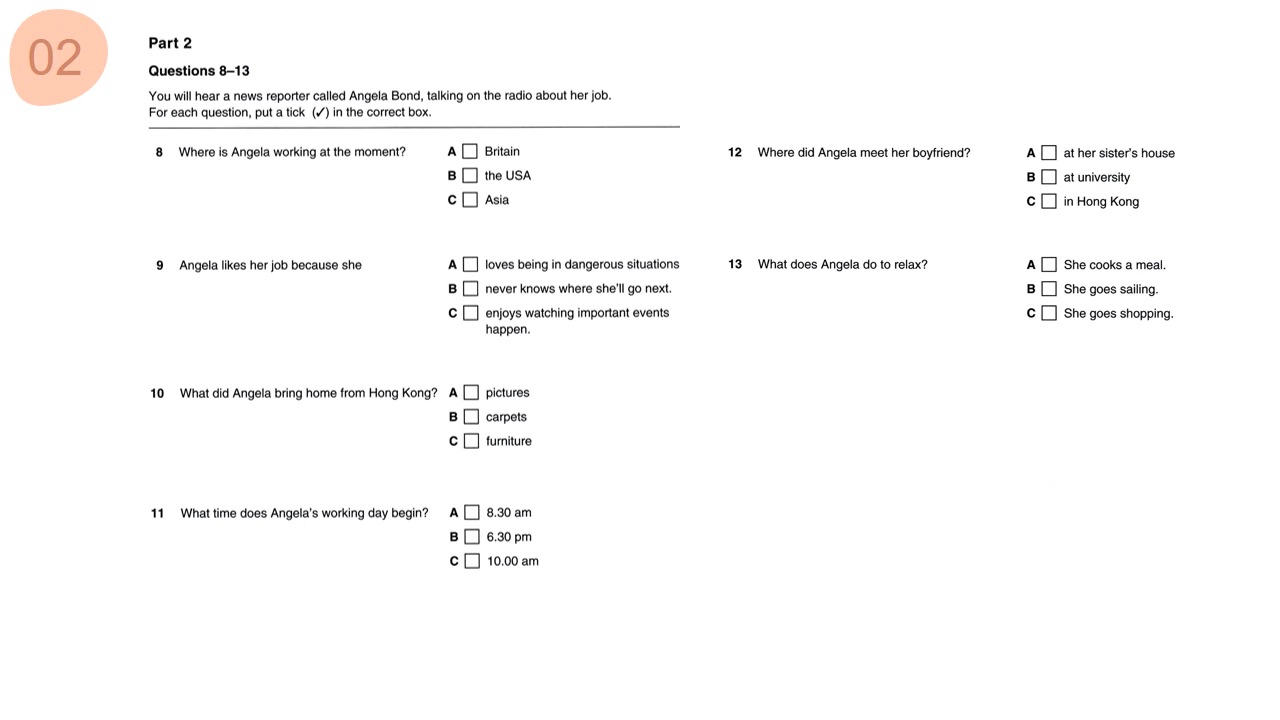 02
Part 2
Questions 8–13
You will hear a news reporter called Angela Bond, talking on the radio about her job.
For each question, put a tick (✓) in the correct box.
8 Where is Angela working at the moment? A Britain
B the USA
C Asia
9 Angela likes her job because she A loves being in dangerous situations
B never knows where she'll go next.
C enjoys watching important events
happen.
10 What did Angela bring home from Hong Kong? A pictures
B carpets
C furniture
11 What time does Angela's working day begin? A 8.30 am
B 6.30 pm
C 10.00 am
12 Where did Angela meet her boyfriend? A at her sister's house
B at university
C in Hong Kong
13 What does Angela do to relax? A She cooks a meal.
B She goes sailing.
C She goes shopping.